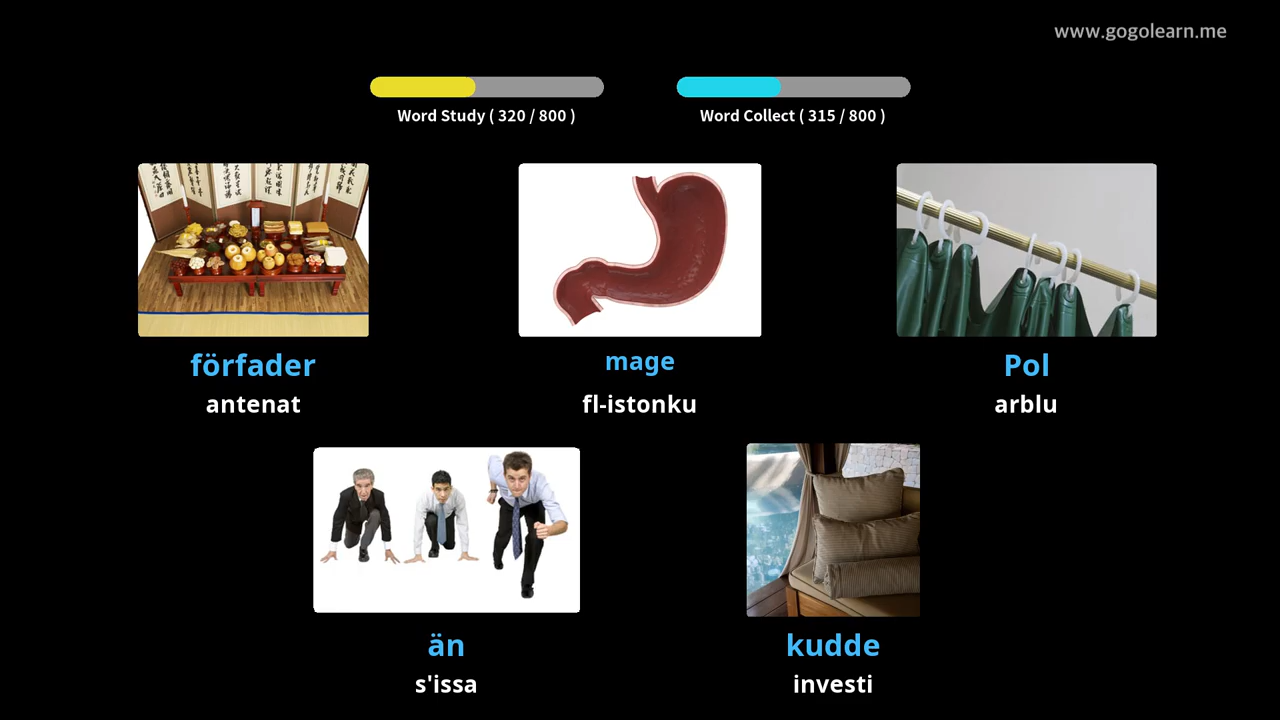 www.gogolearn.me
Word Study ( 320 / 800 )
Word Collect ( 315 / 800 )
förfader
antenat
mage
fl-istonku
Pol
arblu
än
s'issa
kudde
investi